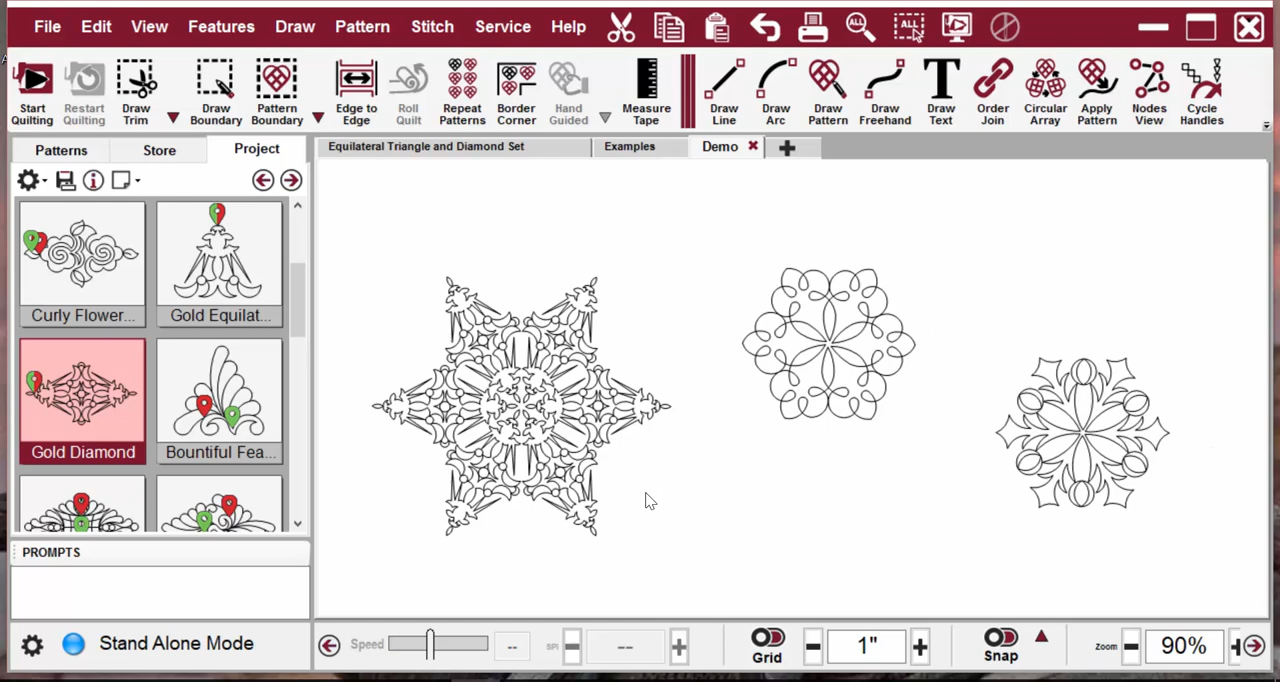 File Edit View Features Draw Pattern Stitch Service Help ALL ALL
Start Quilting
Restart Quilting
Draw Trim
Draw Boundary
Pattern Boundary
Edge to Edge
Roll Quilt
Repeat Patterns
Border Corner
Hand Guided
Measure Tape
Draw Line
Draw Arc
Draw Pattern
Draw Freehand
T
Draw Text
Order Join
Circular Array
Apply Pattern
Nodes View
Cycle Handles
Patterns Store Project
Equilateral Triangle and Diamond Set Examples Demo
Curly Flower... Gold Equilat...
Gold Diamond Bountiful Fea...
PROMPTS
Stand Alone Mode
Speed -- SPI --
Grid 1"
Snap
Zoom 90%